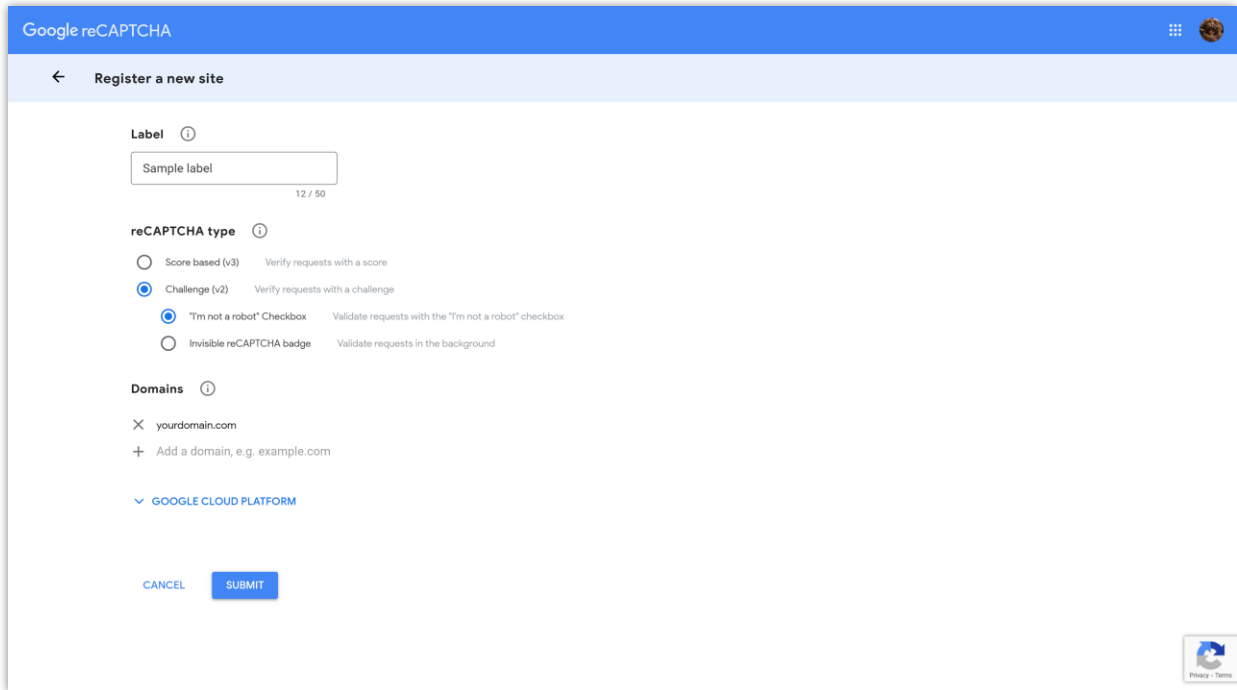 Google reCAPTCHA
Register a new site
Label
Sample label
12 / 50
reCAPTCHA type
Score based (v3) Verify requests with a score
Challenge (v2) Verify requests with a challenge
"I'm not a robot" Checkbox Validate requests with the "I'm not a robot" checkbox
Invisible reCAPTCHA badge Validate requests in the background
Domains
yourdomain.com
Add a domain, e.g. example.com
GOOGLE CLOUD PLATFORM
CANCEL SUBMIT
Privacy - Terms